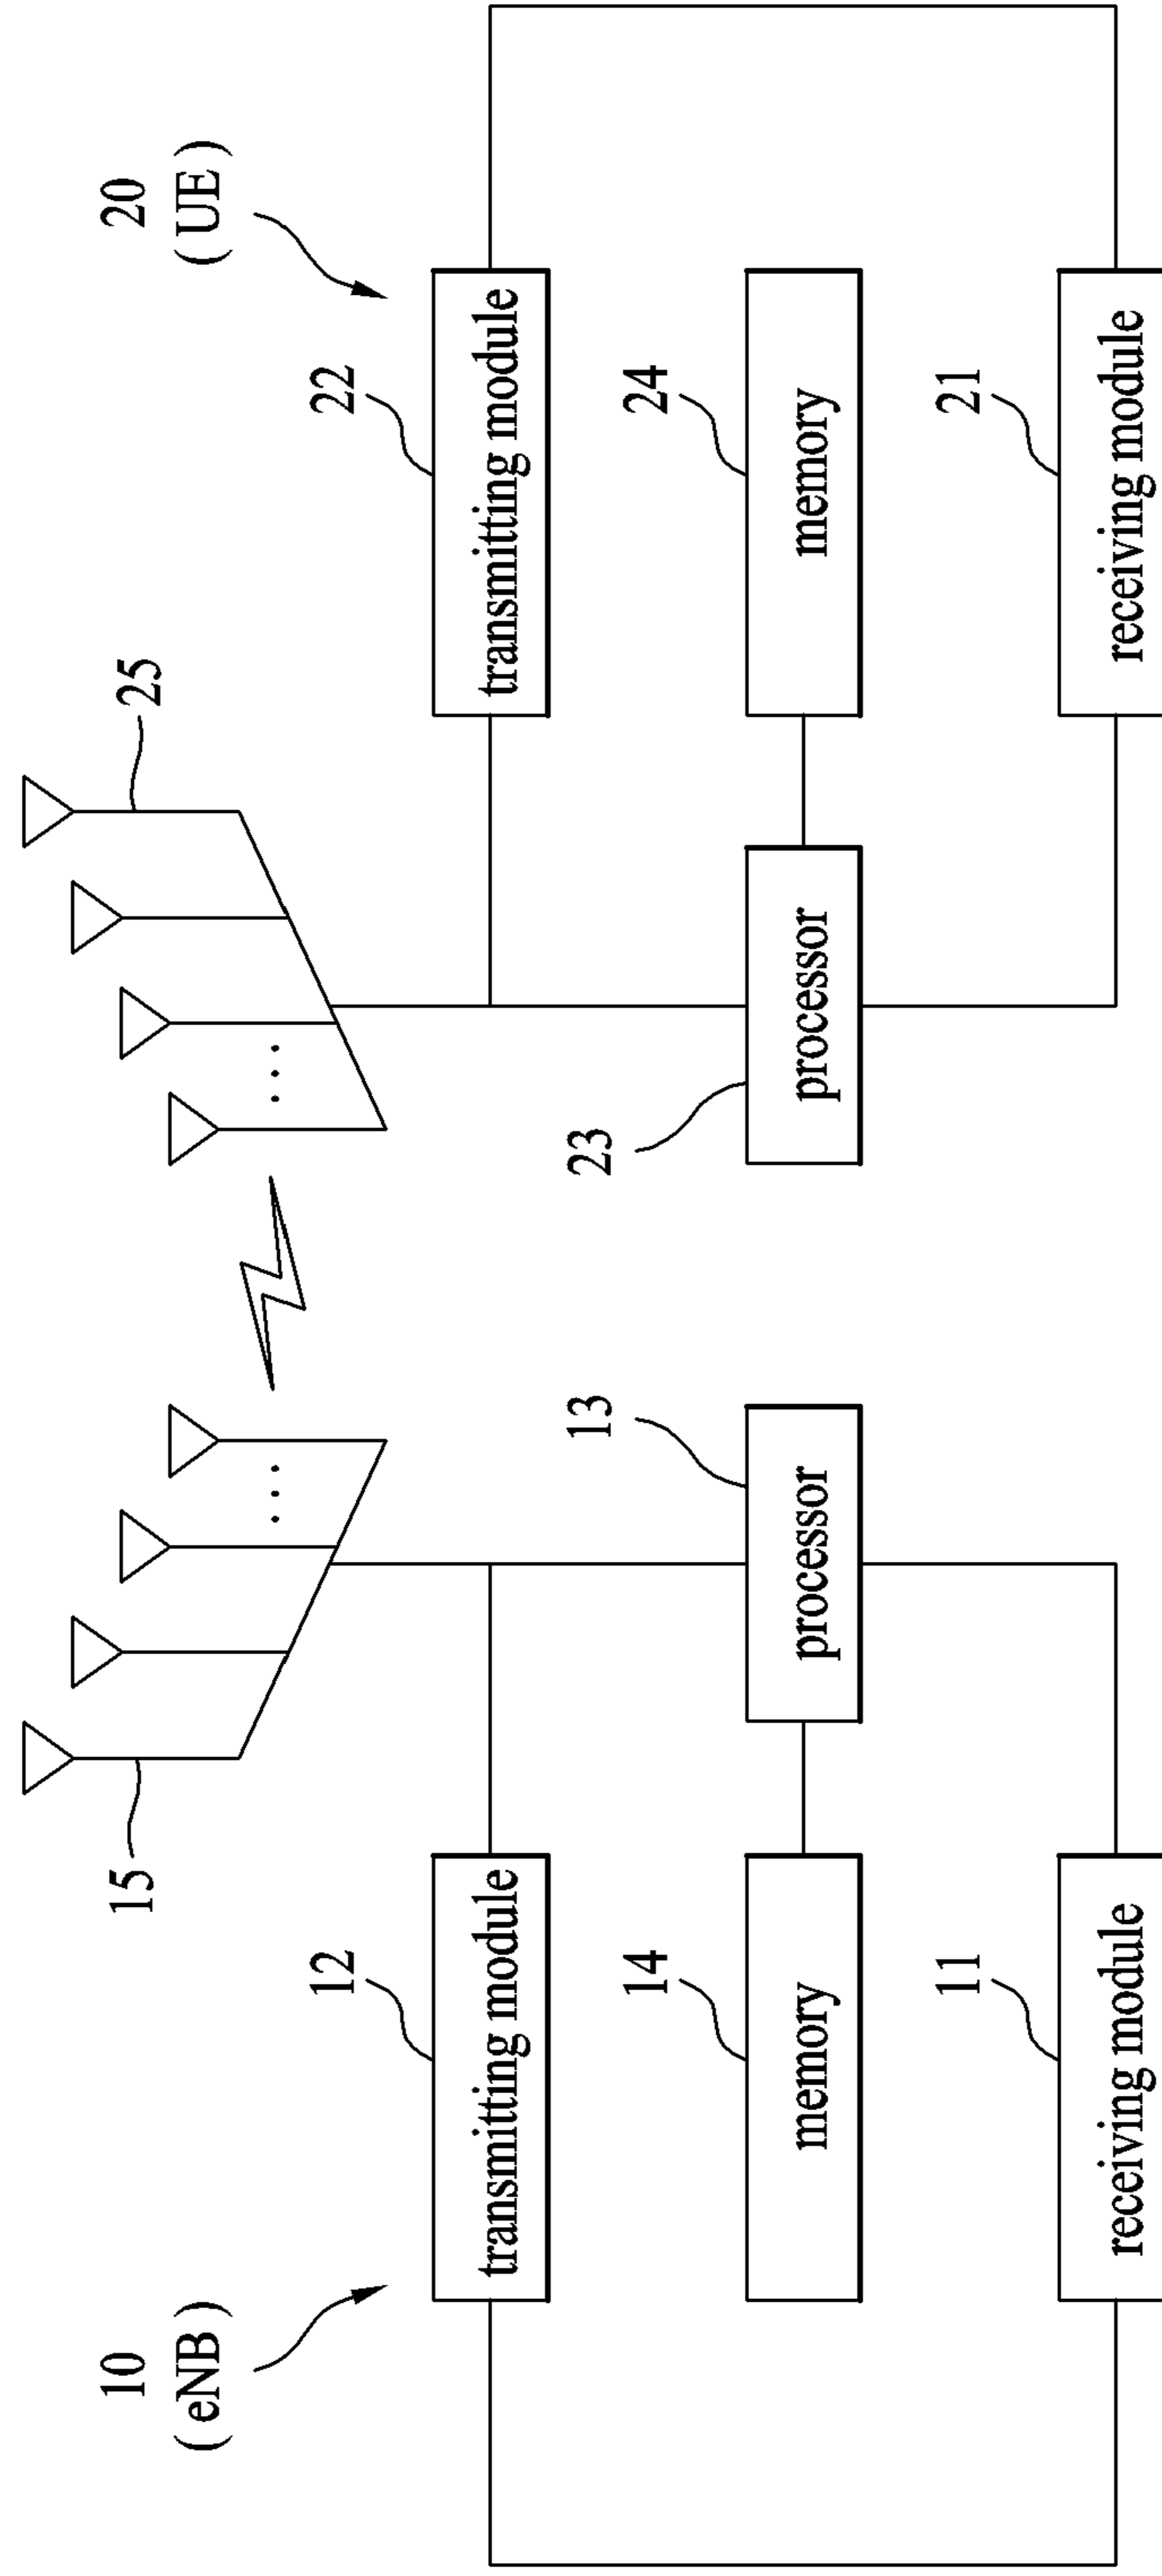 10
( eNB )
15
12
transmitting module
14
memory
13
processor
11
receiving module
20
( UE )
25
22
transmitting module
23
processor
24
memory
21
receiving module